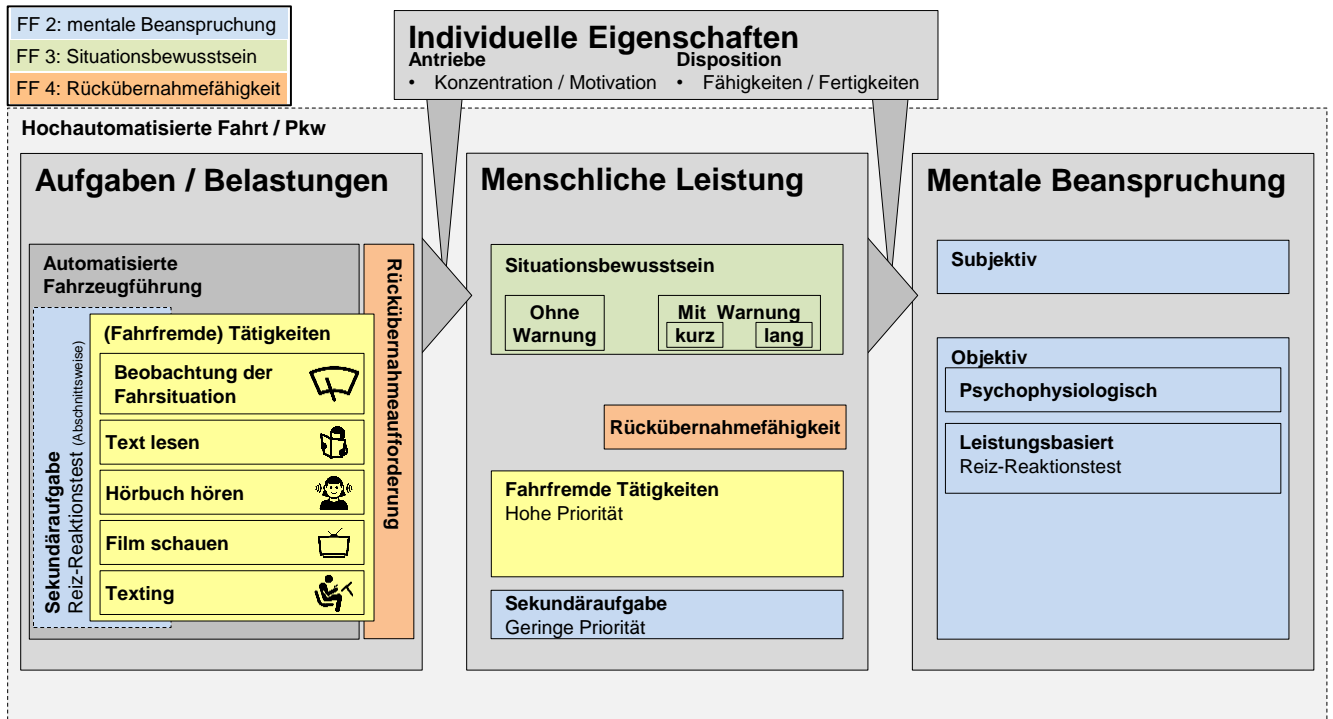 FF 2: mentale Beanspruchung
FF 3: Situationsbewusstsein
FF 4: Rückübernahmefähigkeit
Individuelle Eigenschaften
Antriebe
• Konzentration / Motivation
Disposition
• Fähigkeiten / Fertigkeiten
Hochautomatisierte Fahrt / Pkw
Aufgaben / Belastungen
Automatisierte
Fahrzeugführung
Sekundäraufgabe
Reiz-Reaktionstest (Abschnittsweise)
(Fahrfremde) Tätigkeiten
Beobachtung der
Fahrsituation
Text lesen
Hörbuch hören
Film schauen
Texting
Rückübernahmeaufforderung
Menschliche Leistung
Situationsbewusstsein
Ohne
Warnung
Mit Warnung
kurz
lang
Rückübernahmefähigkeit
Fahrfremde Tätigkeiten
Hohe Priorität
Sekundäraufgabe
Geringe Priorität
Mentale Beanspruchung
Subjektiv
Objektiv
Psychophysiologisch
Leistungsbasiert
Reiz-Reaktionstest